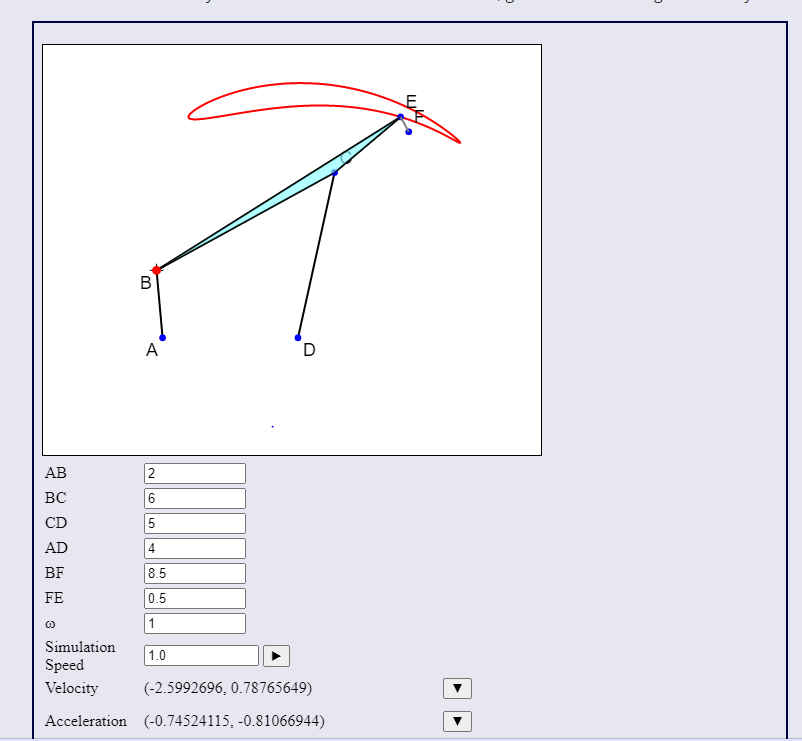 E
F
C
B
A
D
AB 2
BC 6
CD 5
AD 4
BF 8.5
FE 0.5
ω 1
Simulation
Speed 1.0
Velocity (-2.5992696, 0.78765649)
Acceleration (-0.74524115, -0.81066944)